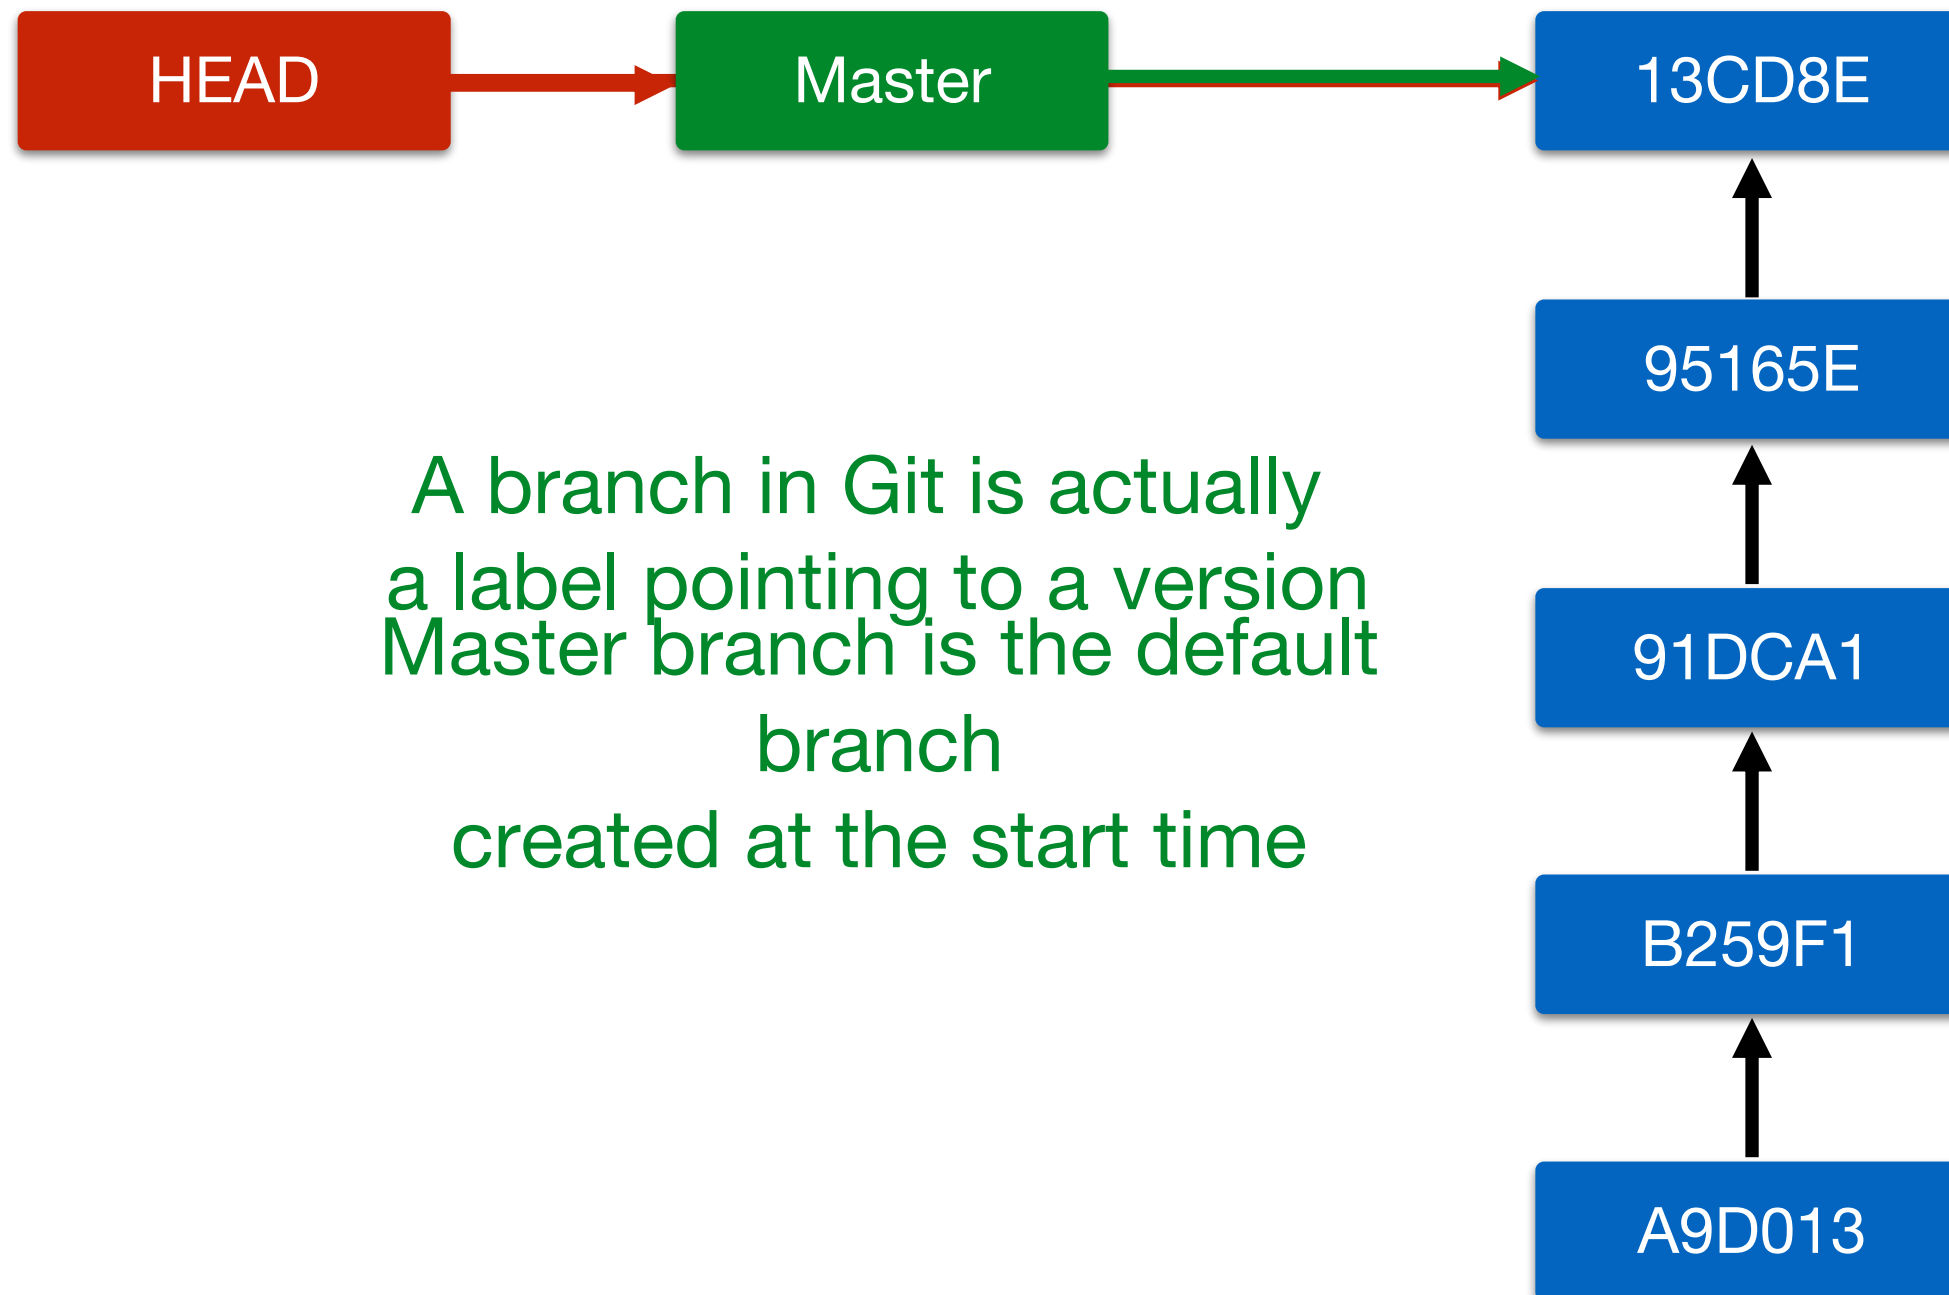 HEAD
Master
13CD8E
95165E
A branch in Git is actually
a label pointing to a version
Master branch is the default
branch
created at the start time
91DCA1
B259F1
A9D013